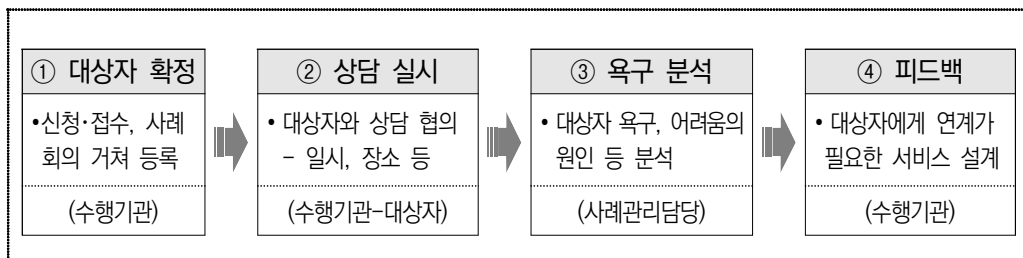 ① 대상자 확정
•신청·접수, 사례
회의 거쳐 등록
(수행기관)
② 상담 실시
• 대상자와 상담 협의
- 일시, 장소 등
(수행기관-대상자)
③ 욕구 분석
• 대상자 욕구, 어려움의
원인 등 분석
(사례관리담당)
④ 피드백
• 대상자에게 연계가
필요한 서비스 설계
(수행기관)